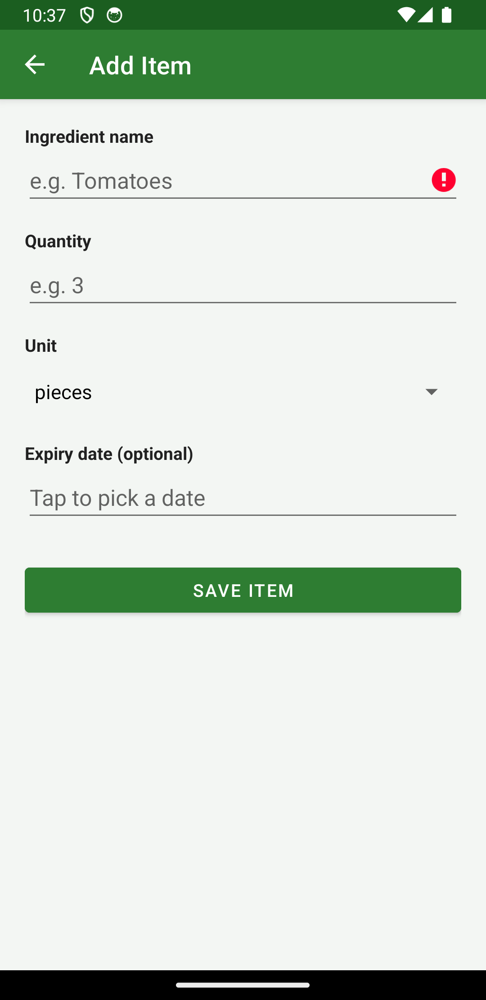 10:37
Add Item
Ingredient name
e.g. Tomatoes
Quantity
e.g. 3
Unit
pieces
Expiry date (optional)
Tap to pick a date
SAVE ITEM